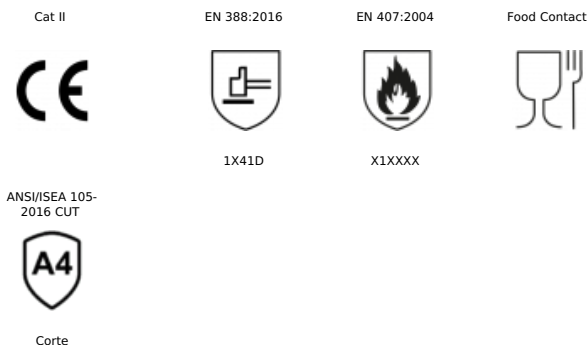 Cat II
EN 388:2016
EN 407:2004
Food Contact
CE
1X41D
X1XXXX
ANSI/ISEA 105-
2016 CUT
A4
Corte